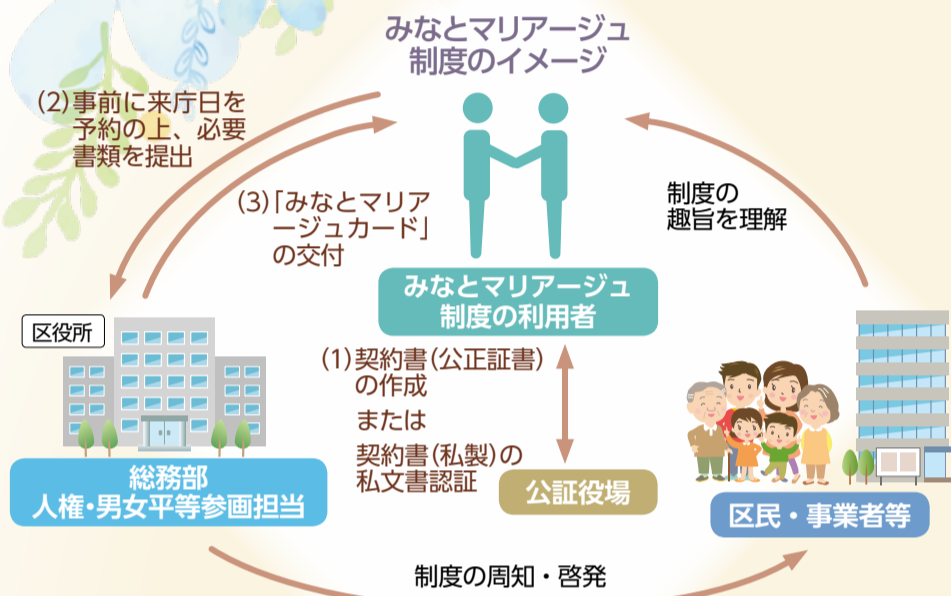 みなとマリアージュ
制度のイメージ
(2)事前に来庁日を
予約の上、必要
書類を提出
(3)「みなとマリア
ージュカード」
の交付
制度の
趣旨を理解
みなとマリアージュ
制度の利用者
区役所
(1)契約書(公正証書)
の作成
または
契約書(私製)の
私文書認証
総務部
人権・男女平等参画担当
公証役場
区民・事業者等
制度の周知・啓発